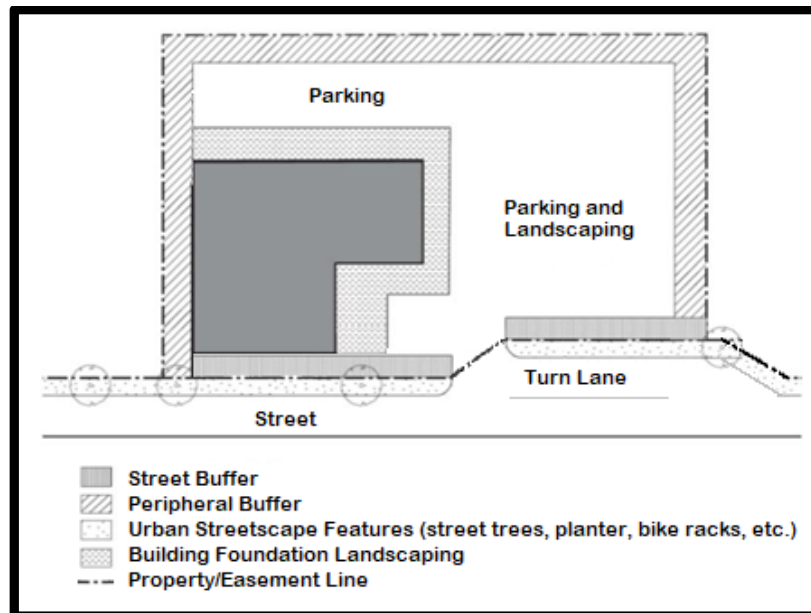 Parking
Parking and
Landscaping
Turn Lane
Street
Street Buffer
Peripheral Buffer
Urban Streetscape Features (street trees, planter, bike racks, etc.)
Building Foundation Landscaping
Property/Easement Line